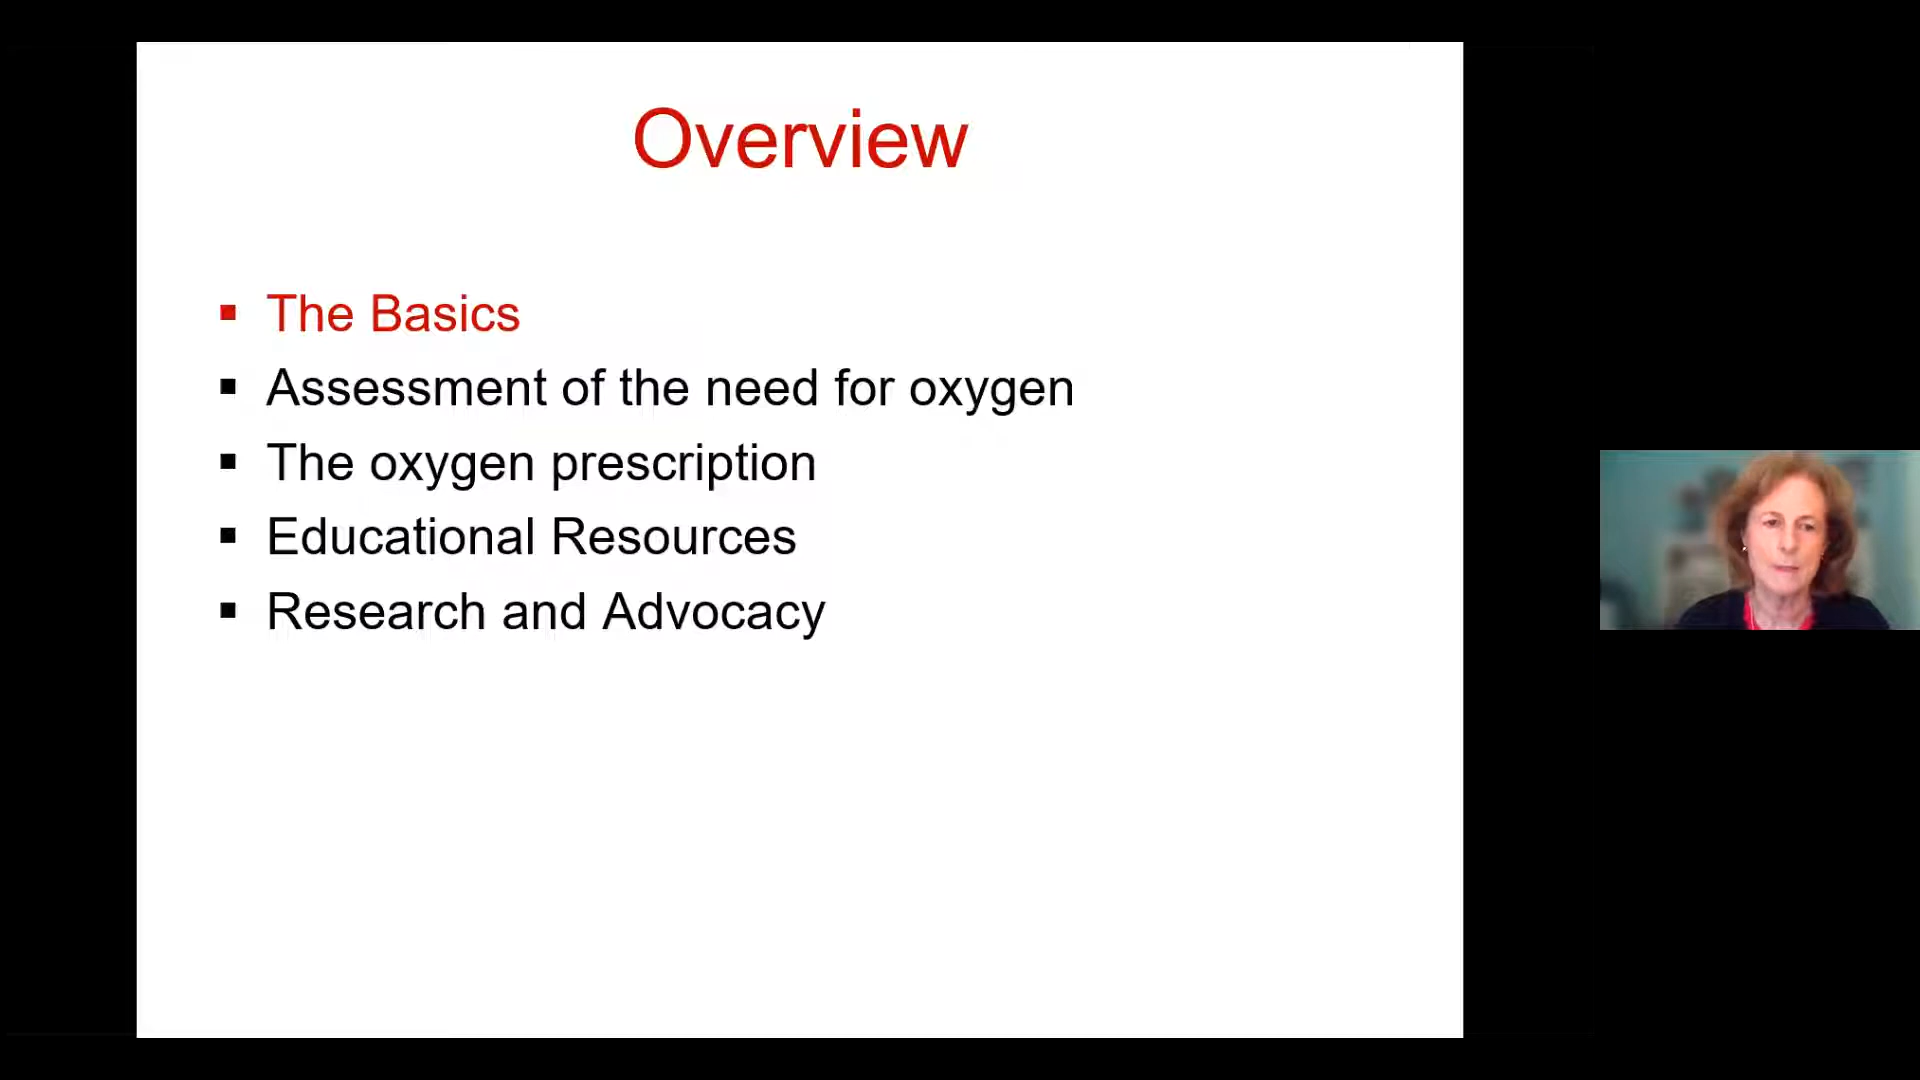 Overview
▪ The Basics
▪ Assessment of the need for oxygen
▪ The oxygen prescription
▪ Educational Resources
▪ Research and Advocacy